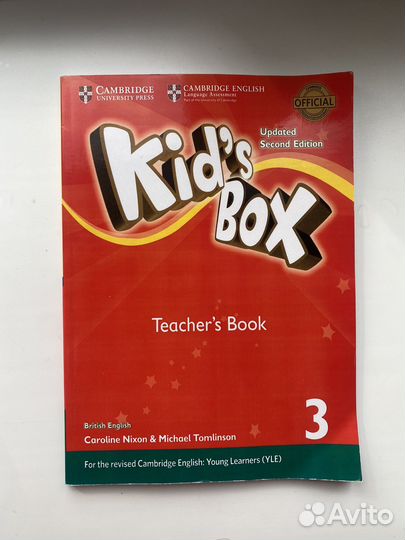 CAMBRIDGE
UNIVERSITY PRESS
CAMBRIDGE ENGLISH
Language Assessment
Part of the University of Cambridge
OFFICIAL
Updated
Second Edition
Kid's
BOX
Teacher's Book
British English
Caroline Nixon & Michael Tomlinson
3
For the revised Cambridge English: Young Learners (YLE)
Avito